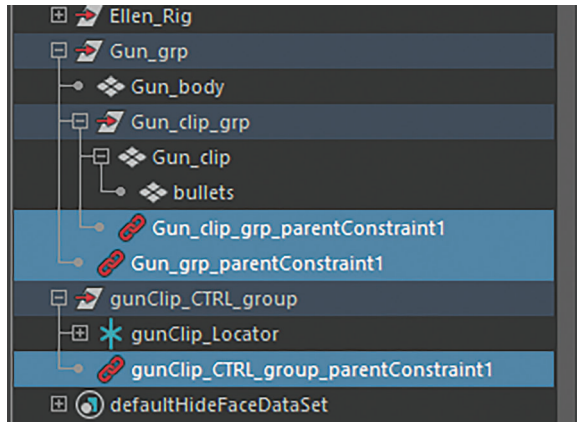 Ellen_Rig
Gun_grp
Gun_body
Gun_clip_grp
Gun_clip
bullets
Gun_clip_grp_parentConstraint1
Gun_grp_parentConstraint1
gunClip_CTRL_group
gunClip_Locator
gunClip_CTRL_group_parentConstraint1
defaultHideFaceDataSet